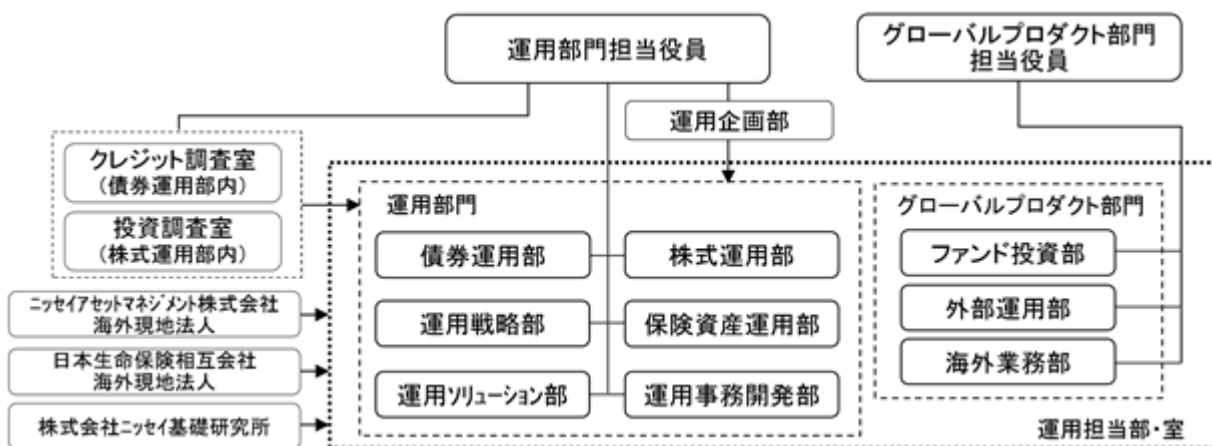 運用部門担当役員
グローバルプロダクト部門
担当役員
運用企画部
クレジット調査室
(債券運用部内)
投資調査室
(株式運用部内)
運用部門
債券運用部
株式運用部
運用戦略部
保険資産運用部
運用ソリューション部
運用事務開発部
グローバルプロダクト部門
ファンド投資部
外部運用部
海外業務部
ニッセイアセットマネジメント株式会社
海外現地法人
日本生命保険相互会社
海外現地法人
株式会社ニッセイ基礎研究所
運用担当部・室